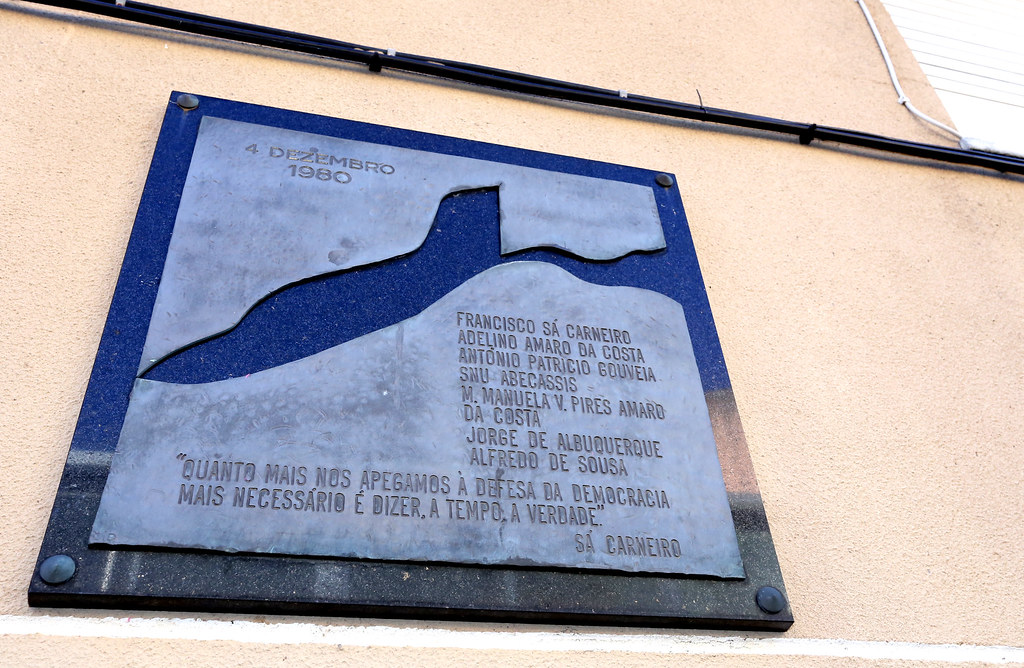 4 DEZEMBRO
1980
FRANCISCO SÁ CARNEIRO
ADELINO AMARO DA COSTA
ANTÓNIO PATRÍCIO GOUVEIA
SNU ABECASSIS
M. MANUELA V. PIRES AMARO
DA COSTA
JORGE DE ALBUQUERQUE
ALFREDO DE SOUSA
"QUANTO MAIS NOS APEGAMOS À DEFESA DA DEMOCRACIA
MAIS NECESSÁRIO É DIZER, A TEMPO, A VERDADE".
SÁ CARNEIRO